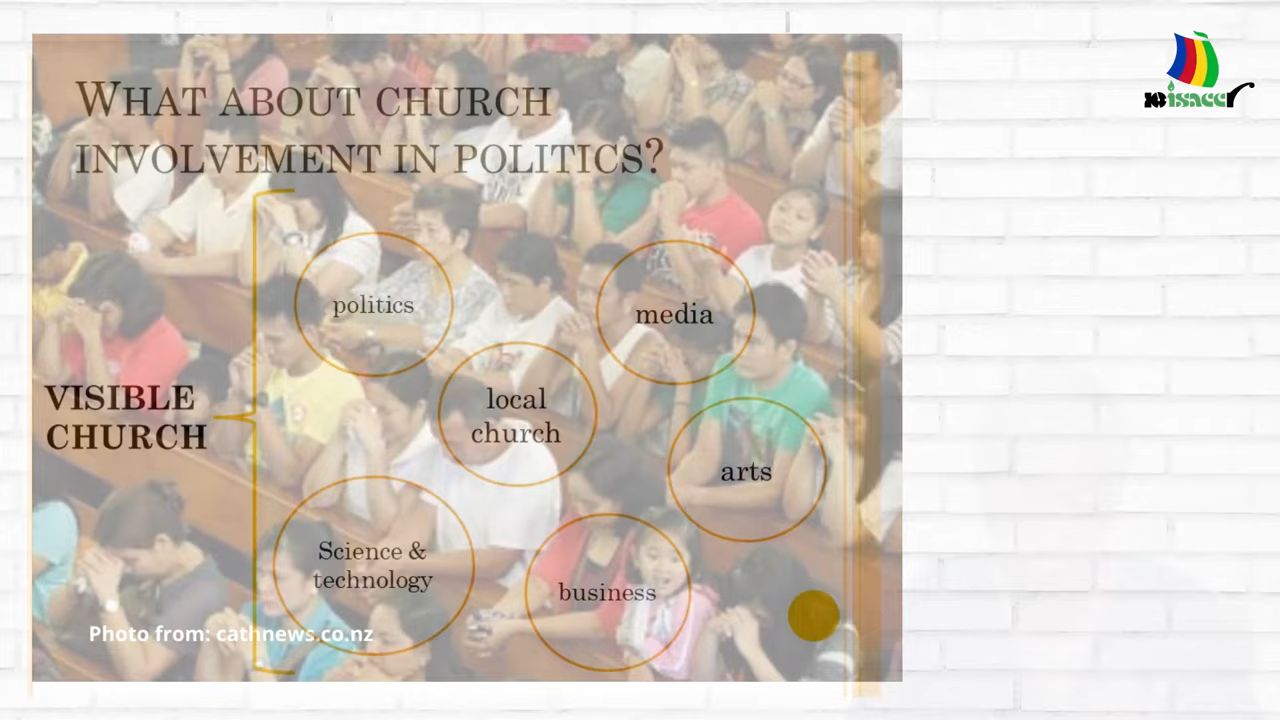 WHAT ABOUT CHURCH
INVOLVEMENT IN POLITICS?
politics
media
VISIBLE
CHURCH
local
church
arts
Science &
technology
business
Photo from: cathnews.co.nz